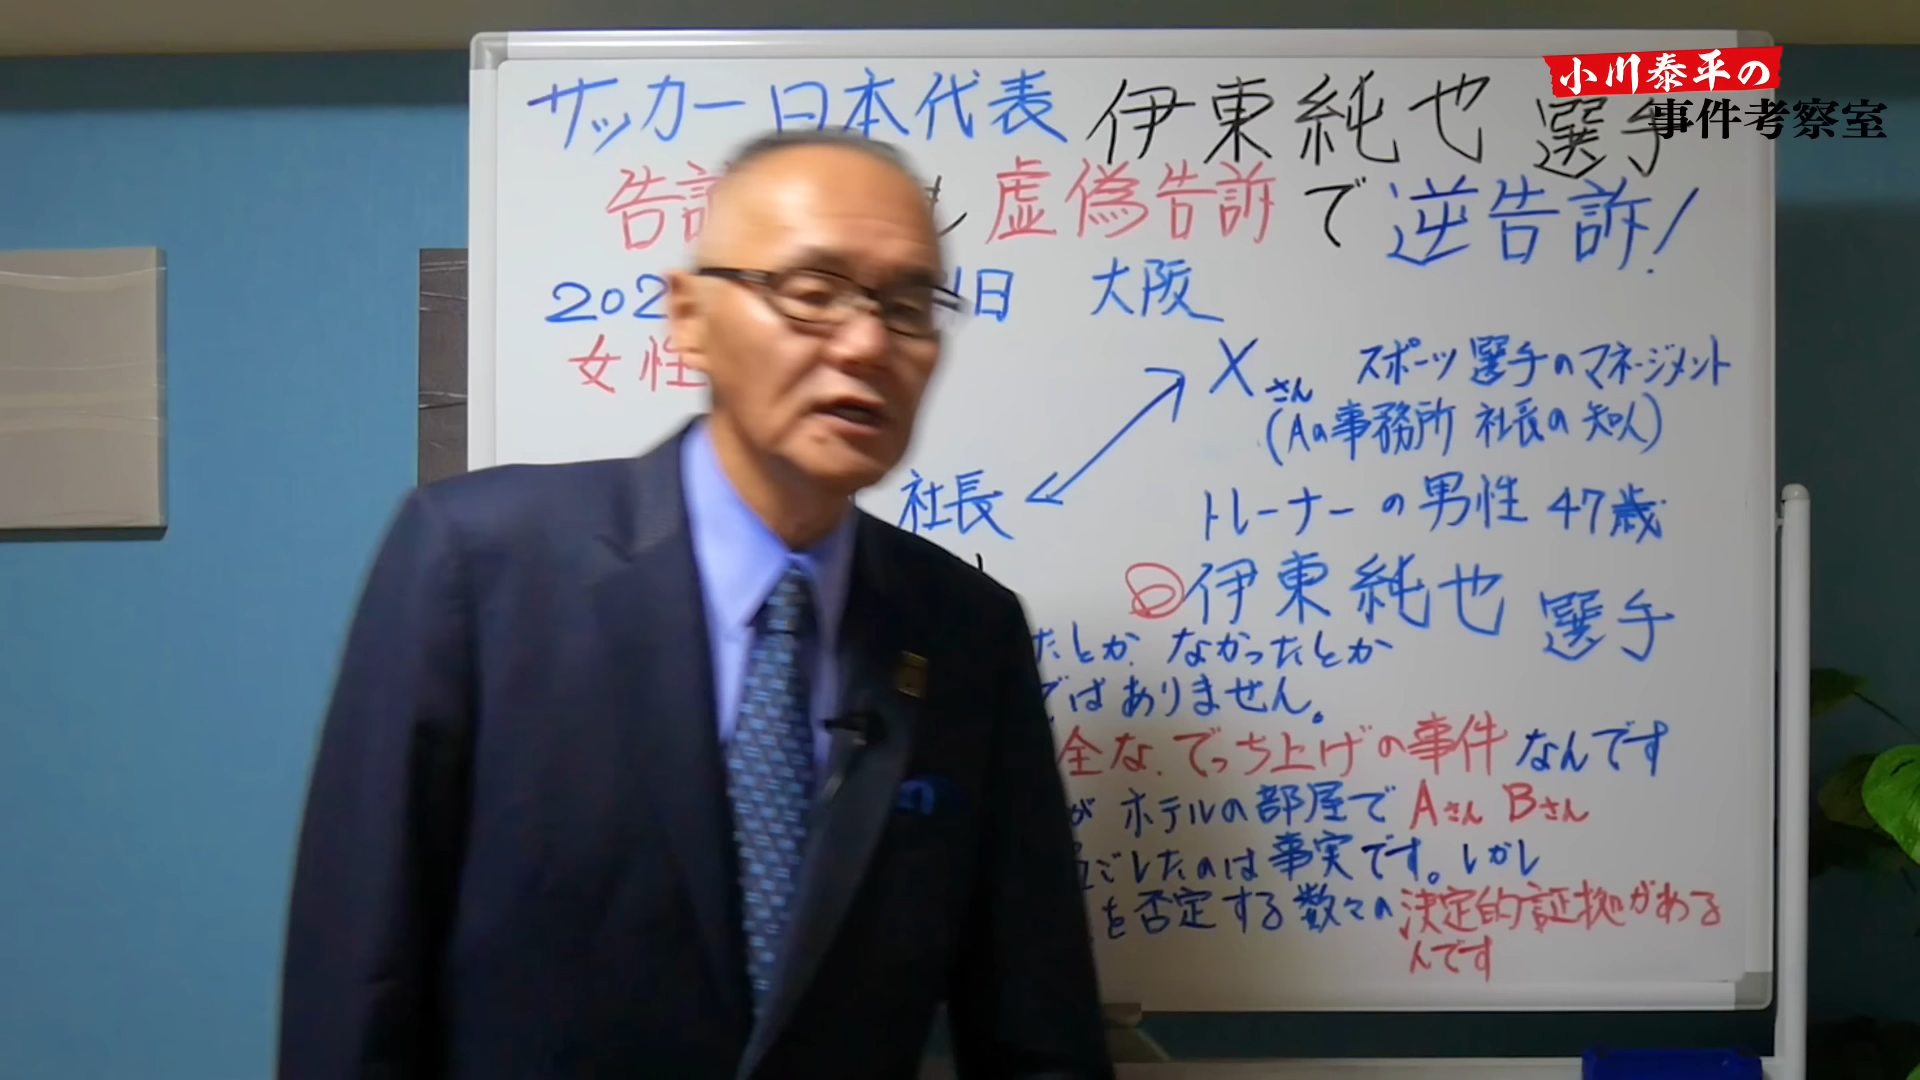 小川泰平の
事件考察室
サッカー日本代表 伊東純也 選手
告訴 虚偽告訴で逆告訴!
202 日 大阪
女性
X さん スポーツ選手のマネージメント
(Aの事務所 社長の知人)
社長
トレーナーの男性 47歳
伊東純也 選手
たとか、なかったとか
ではありません。
全な、でっち上げの事件なんです
が ホテルの部屋で Aさん Bさん
ごしたのは事実です。しかし
を否定する数々の決定的証拠がある
んです